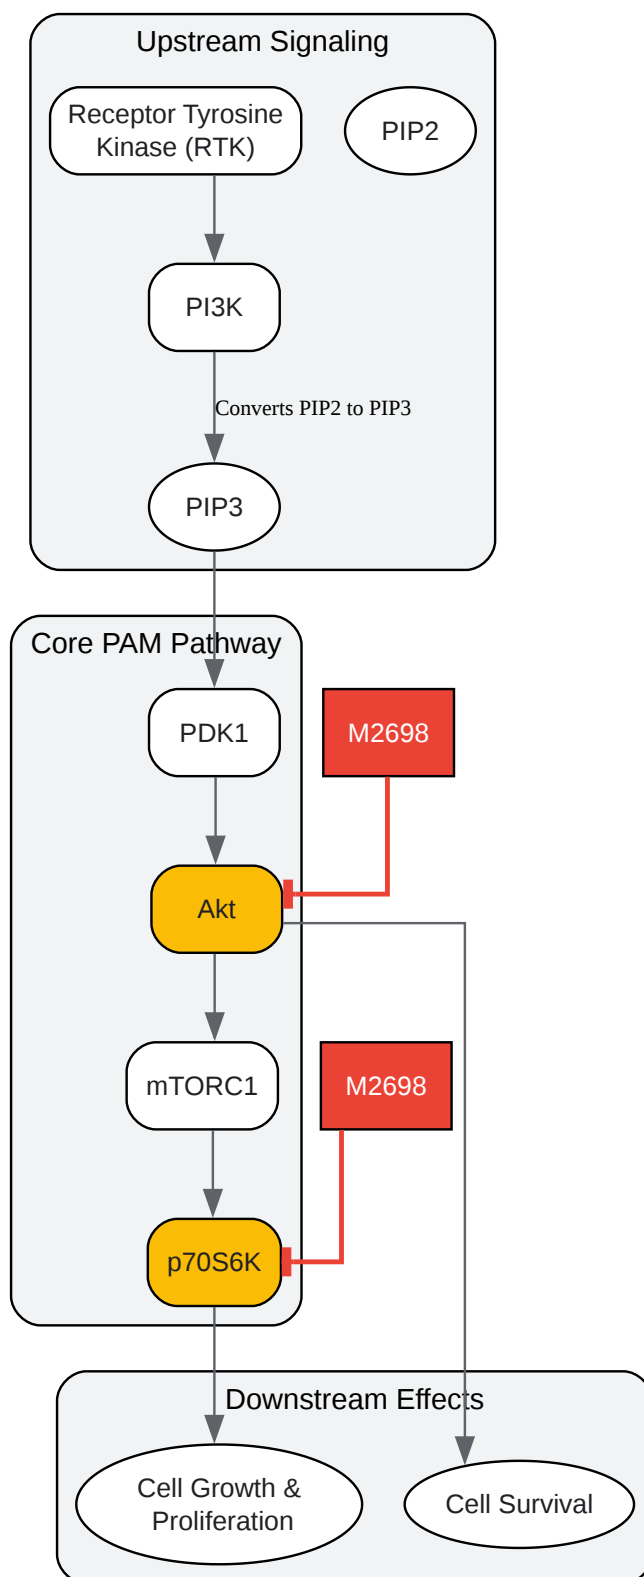 Upstream Signaling
Receptor Tyrosine
Kinase (RTK)
PIP2
PI3K
Converts PIP2 to PIP3
PIP3
Core PAM Pathway
PDK1
M2698
Akt
mTORC1
M2698
p70S6K
Downstream Effects
Cell Growth &
Proliferation
Cell Survival